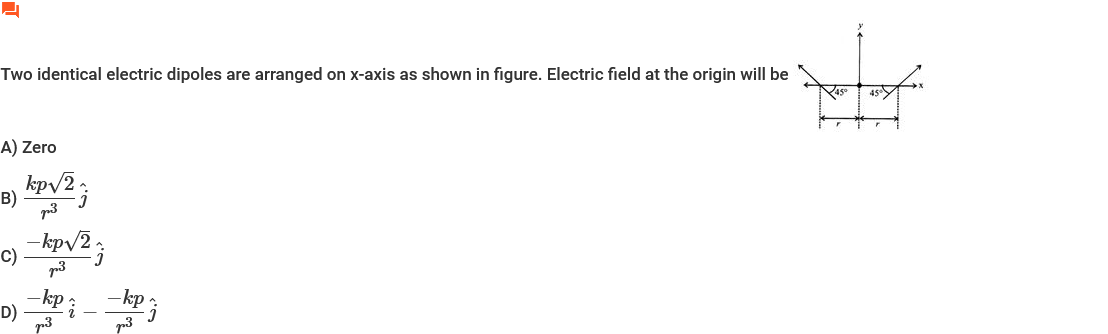 Two identical electric dipoles are arranged on x-axis as shown in figure. Electric field at the origin will be
y
x
45° 45°
r r
A) Zero
B) \frac{kp\sqrt{2}}{r^3} \hat{j}
C) \frac{-kp\sqrt{2}}{r^3} \hat{j}
D) \frac{-kp}{r^3} \hat{i} - \frac{-kp}{r^3} \hat{j}